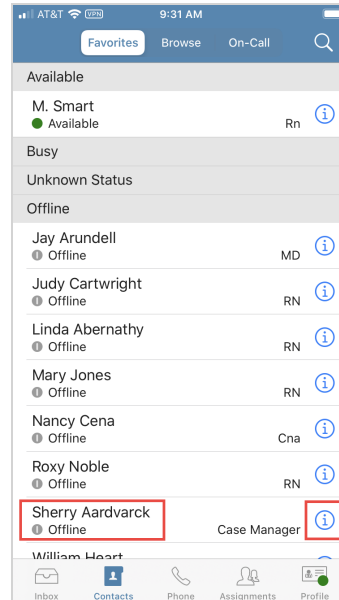 AT&T VPN 9:31 AM
Favorites Browse On-Call
Available
M. Smart
Available Rn
Busy
Unknown Status
Offline
Jay Arundell
Offline MD
Judy Cartwright
Offline RN
Linda Abernathy
Offline RN
Mary Jones
Offline RN
Nancy Cena
Offline Cna
Roxy Noble
Offline RN
Sherry Aardvarck
Offline Case Manager
William Heart
Inbox Contacts Phone Assignments Profile